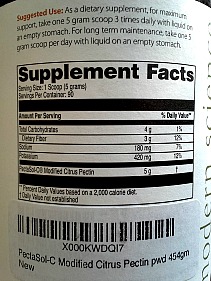 Suggested Use: As a dietary supplement, for maximum
support, take one 5 gram scoop 3 times daily with liquid on
an empty stomach. For long term maintenance, take one 5
gram scoop per day with liquid on an empty stomach.
Supplement Facts
Serving Size: 1 Scoop (5 grams)
Servings Per Container: 90
Amount Per Serving % Daily Value*
Total Carbohydrates 4 g 1%
Dietary Fiber 3 g 12%
Sodium 180 mg 7%
Potassium 420 mg 12%
PectaSol-C® Modified Citrus Pectin 5 g †
* Percent Daily Values based on a 2,000 calorie diet.
† Daily Value not established
X000KWDQI7
PectaSol-C Modified Citrus Pectin pwd 454gm
New
modern science